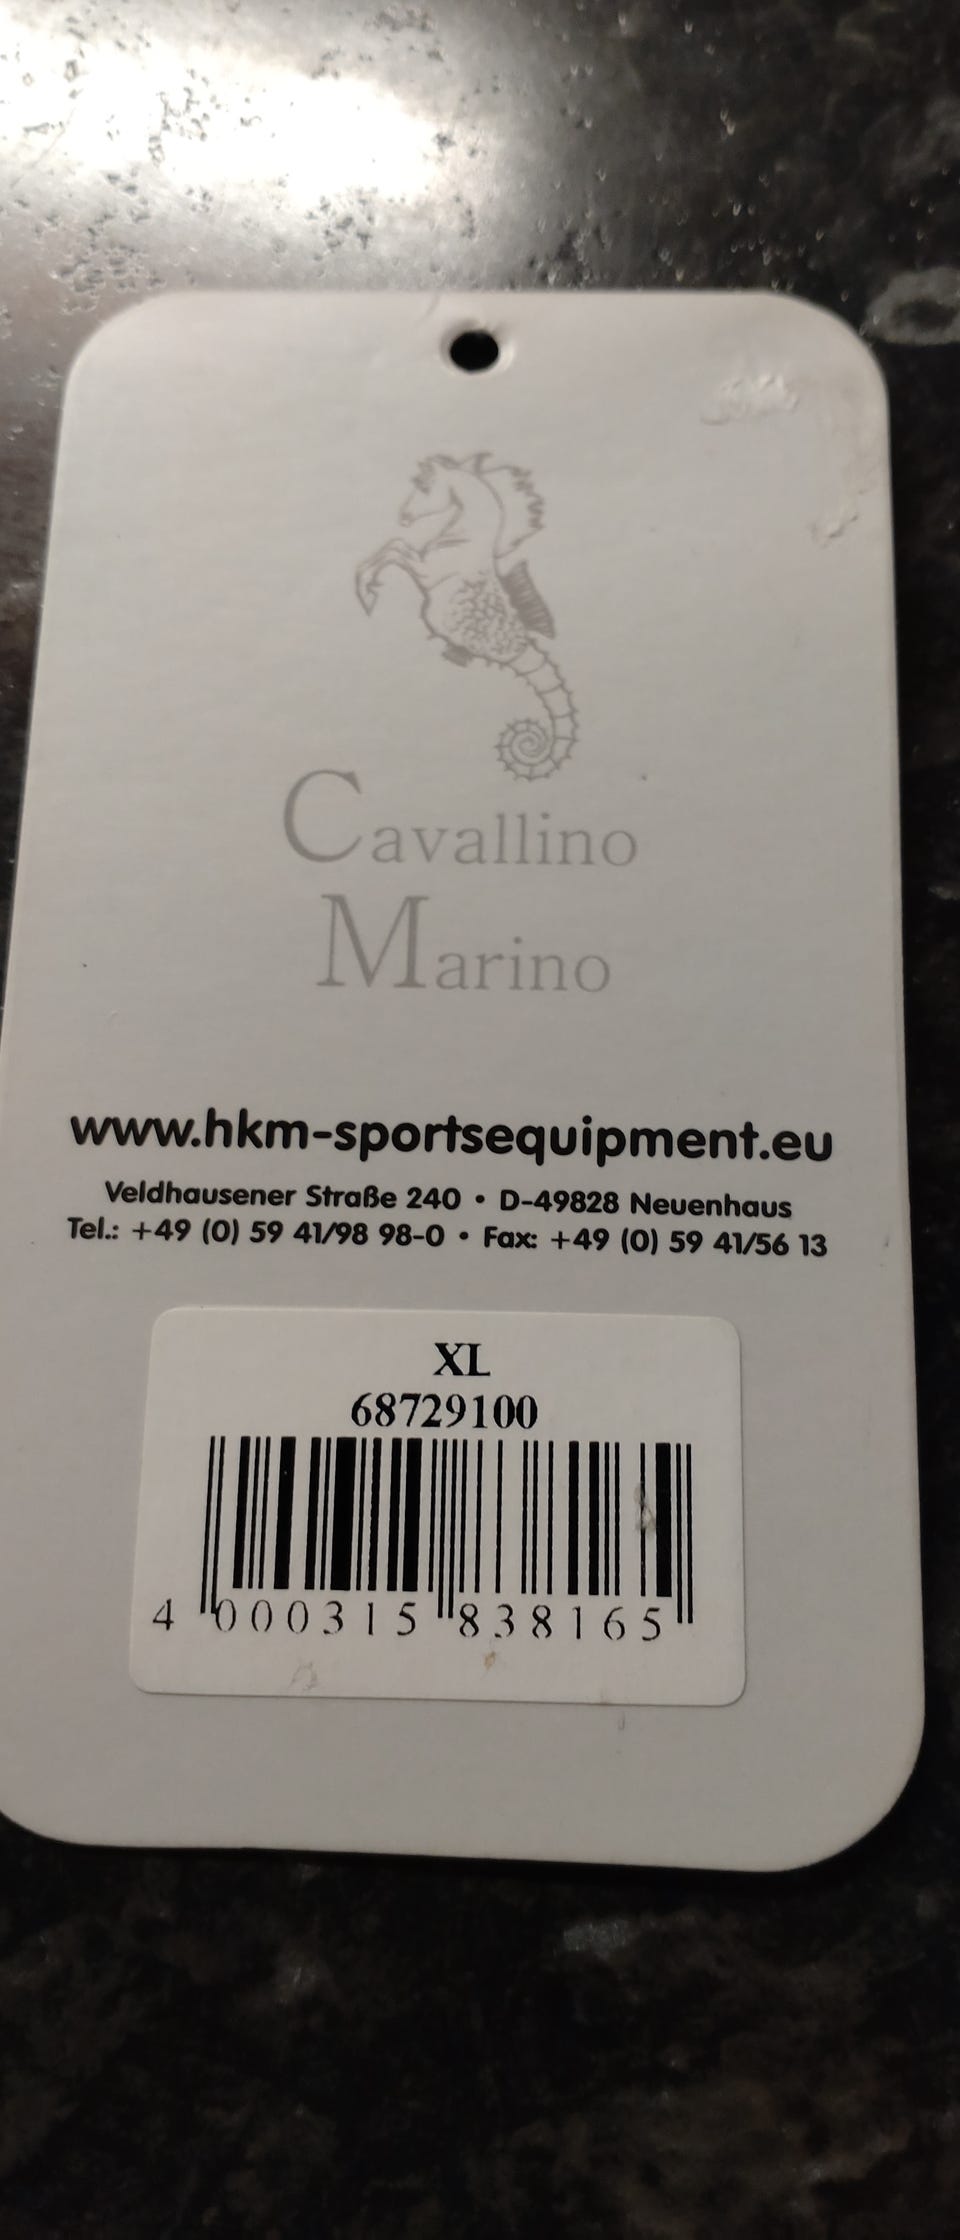 Cavallino
Marino
www.hkm-sportsequipment.eu
Veldhausener Straße 240 • D-49828 Neuenhaus
Tel.: +49 (0) 59 41/98 98-0 • Fax: +49 (0) 59 41/56 13
XL
68729100
4 000315 838165